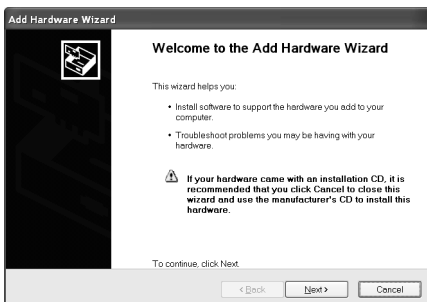 Add Hardware Wizard
Welcome to the Add Hardware Wizard
This wizard helps you:
• Install software to support the hardware you add to your
computer.
• Troubleshoot problems you may be having with your
hardware.
If your hardware came with an installation CD, it is
recommended that you click Cancel to close this
wizard and use the manufacturer's CD to install this
hardware.
To continue, click Next.
< Back Next > Cancel